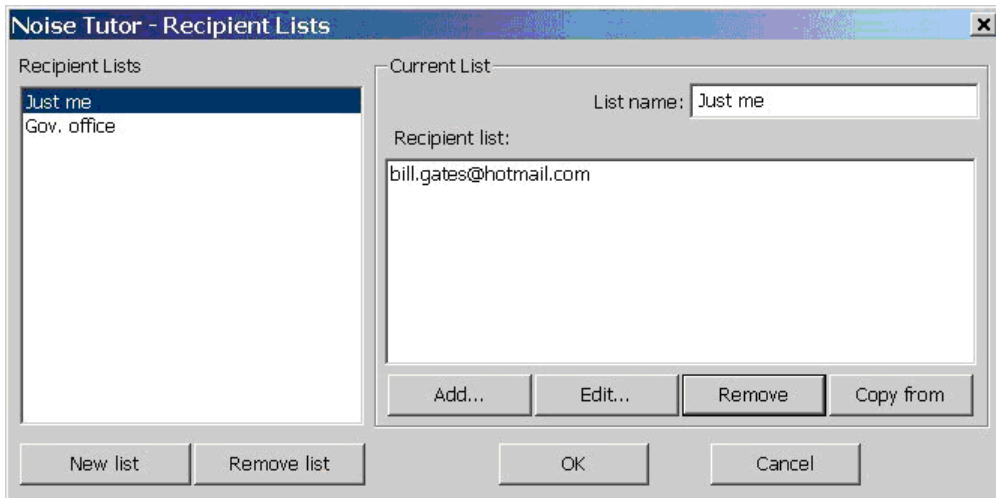 Noise Tutor - Recipient Lists
Recipient Lists
Just me
Gov. office
Current List
List name: Just me
Recipient list:
bill.gates@hotmail.com
Add... Edit... Remove Copy from
New list Remove list OK Cancel